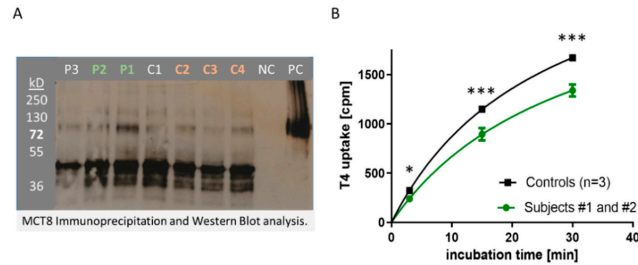 A
kD P3 P2 P1 C1 C2 C3 C4 NC PC
250
130
72
55
36
MCT8 Immunoprecipitation and Western Blot analysis.
B
T4 uptake [cpm]
1500
1000
500
0
*
***
***
Controls (n=3)
Subjects #1 and #2
0 10 20 30 40
incubation time [min]